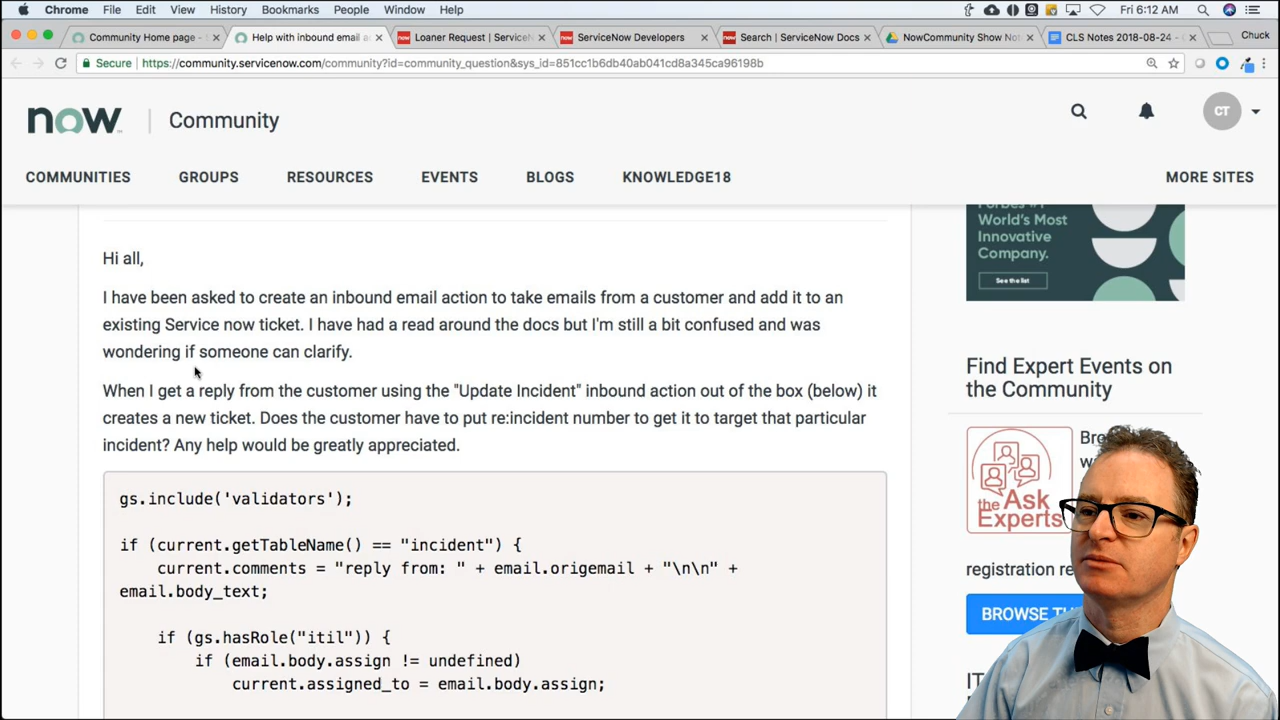 Chrome File Edit View History Bookmarks People Window Help Fri 6:12 AM
Community Home page - S Help with inbound email a Loaner Request | Service ServiceNow Developers Search | ServiceNow Docs NowCommunity Show Not CLS Notes 2018-08-24 - Chuck
Secure https://community.servicenow.com/community?id=community_question&sys_id=851cc1b6db40ab041cd8a345ca96198b
now Community CT
COMMUNITIES GROUPS RESOURCES EVENTS BLOGS KNOWLEDGE18 MORE SITES
Hi all,
I have been asked to create an inbound email action to take emails from a customer and add it to an
existing Service now ticket. I have had a read around the docs but I'm still a bit confused and was
wondering if someone can clarify.
When I get a reply from the customer using the "Update Incident" inbound action out of the box (below) it
creates a new ticket. Does the customer have to put re:incident number to get it to target that particular
incident? Any help would be greatly appreciated.
gs.include('validators');
if (current.getTableName() == "incident") {
current.comments = "reply from: " + email.origemail + "\n\n" +
email.body_text;
if (gs.hasRole("itil")) {
if (email.body.assign != undefined)
current.assigned_to = email.body.assign;
Forbes #1
World's Most
Innovative
Company.
See the list
Find Expert Events on
the Community
the Ask
Experts
Bre
registration re
BROWSE TH
IT